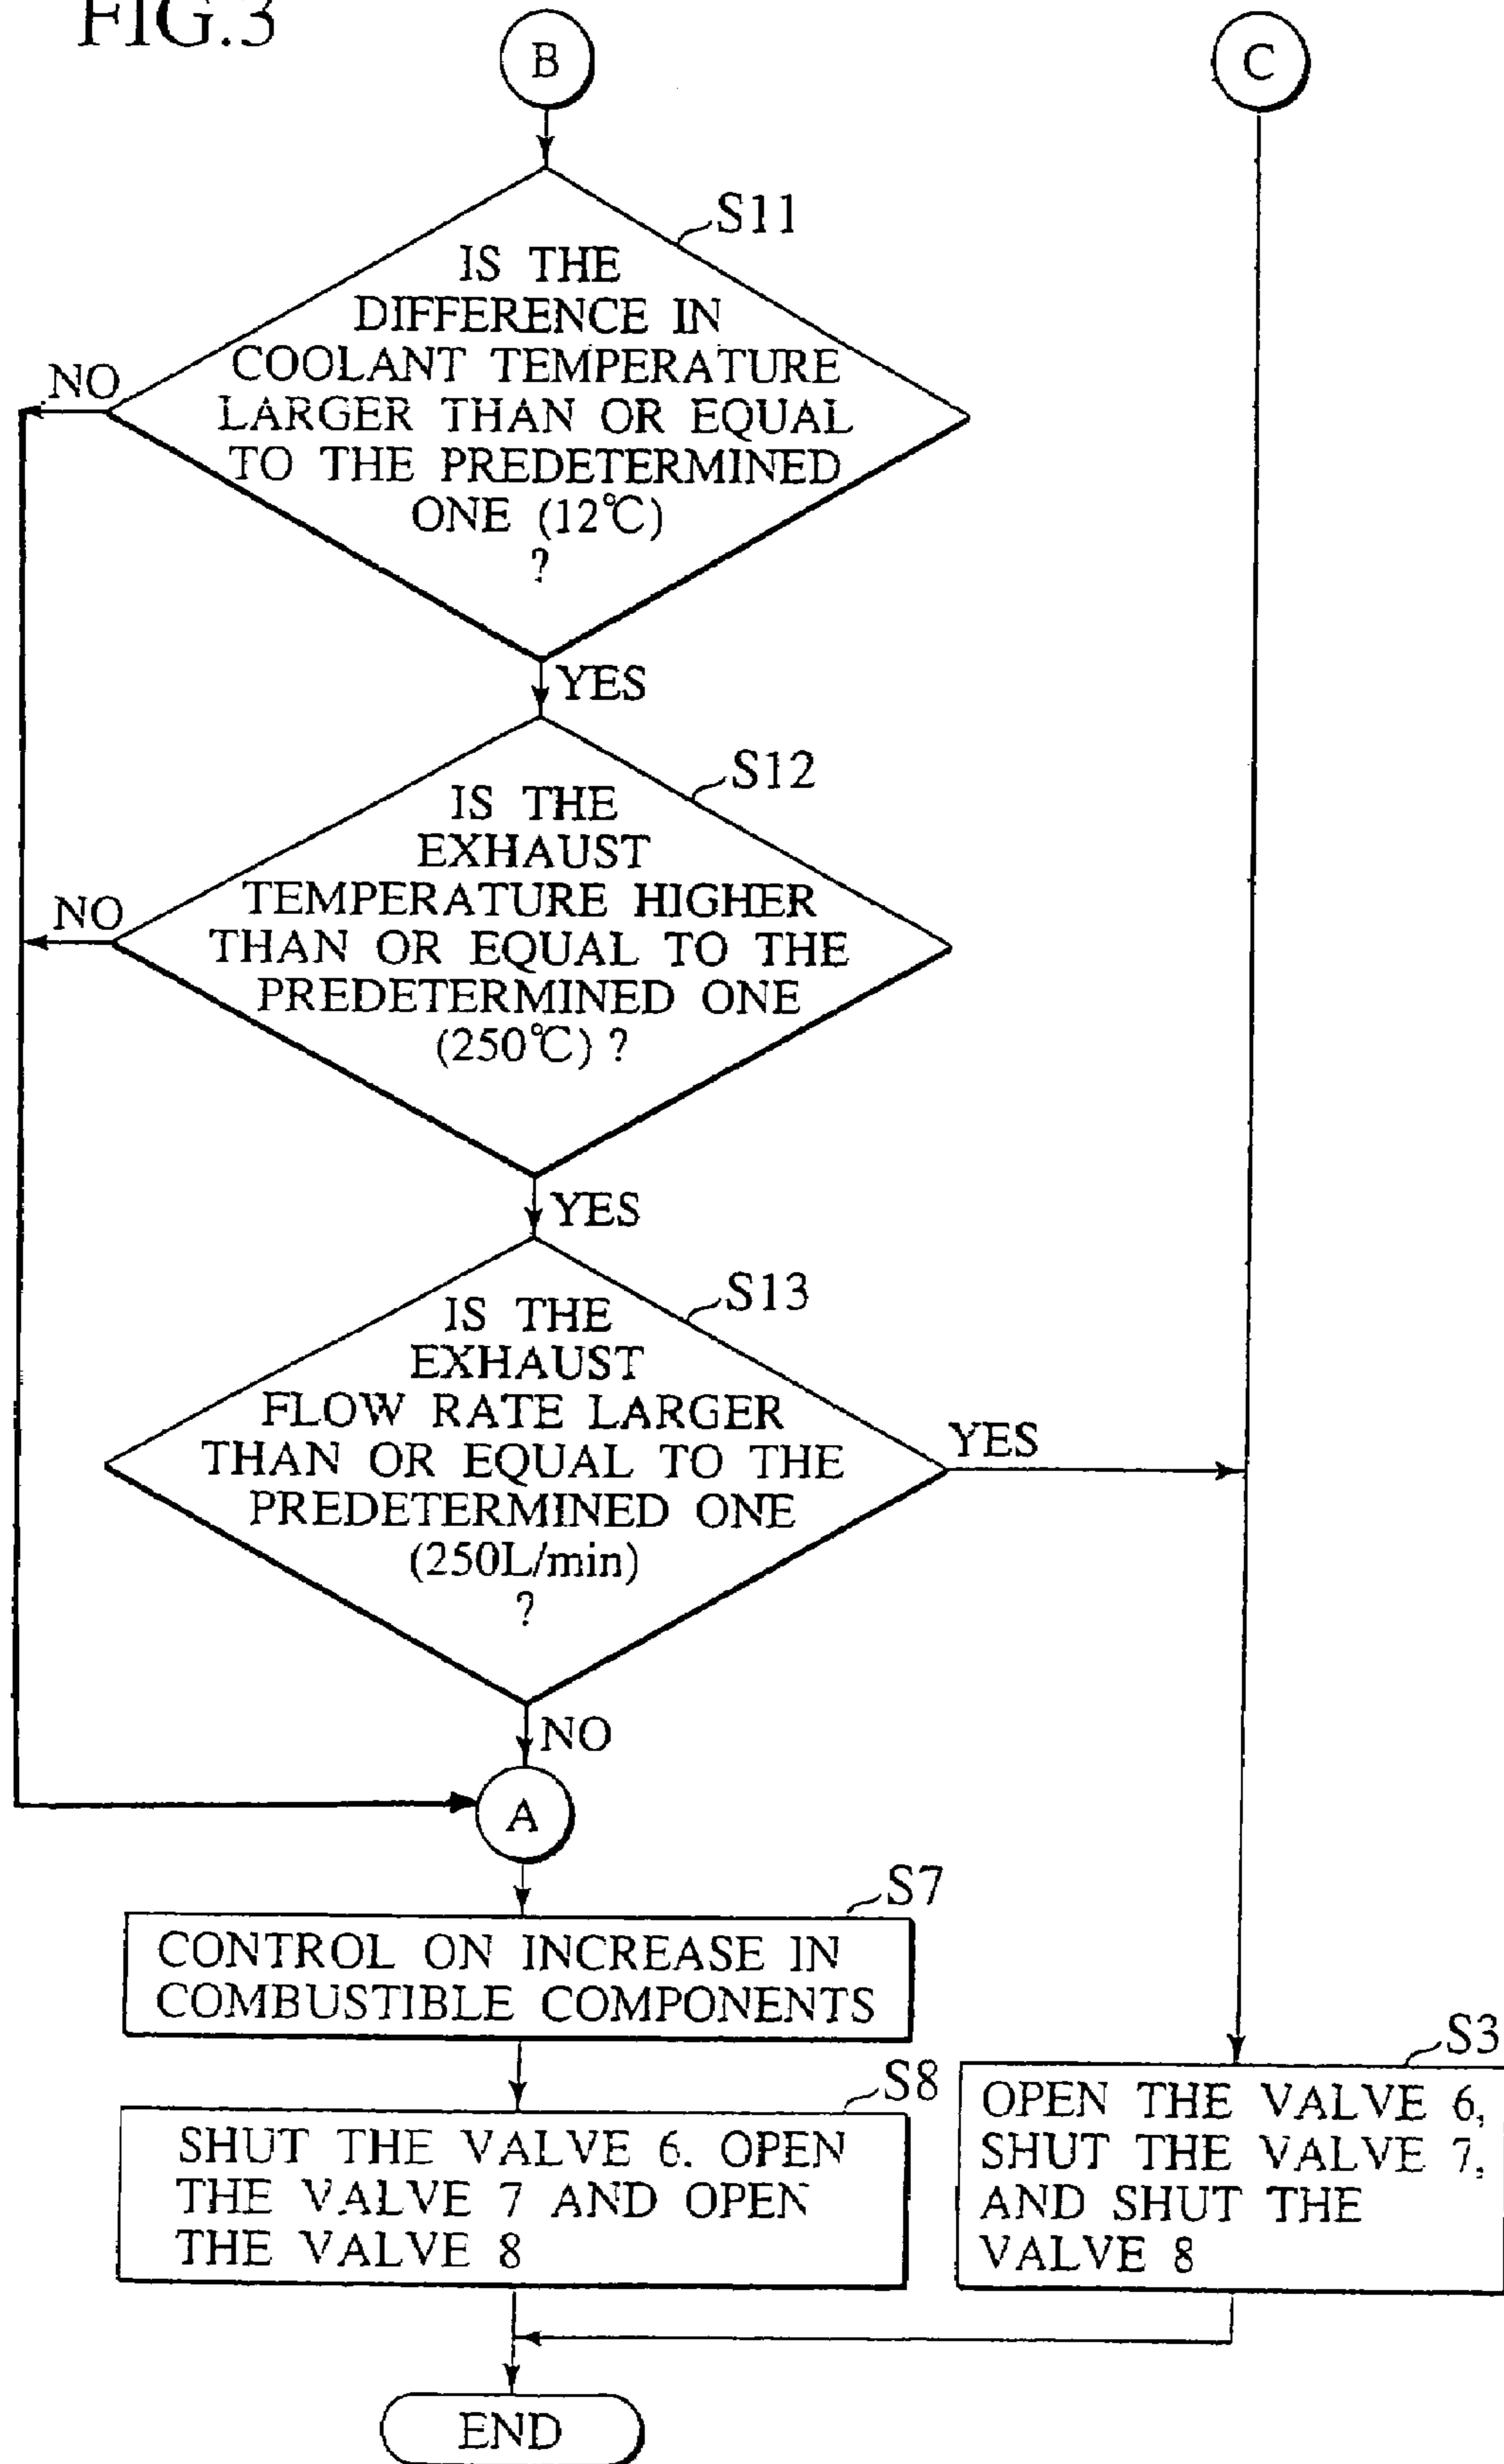 FIG.3
B
C
S11
IS THE
DIFFERENCE IN
COOLANT TEMPERATURE
LARGER THAN OR EQUAL
TO THE PREDETERMINED
ONE (12℃)
?
NO
YES
S12
IS THE
EXHAUST
TEMPERATURE HIGHER
THAN OR EQUAL TO THE
PREDETERMINED ONE
(250℃) ?
NO
YES
S13
IS THE
EXHAUST
FLOW RATE LARGER
THAN OR EQUAL TO THE
PREDETERMINED ONE
(250L/min)
?
YES
NO
A
S7
CONTROL ON INCREASE IN
COMBUSTIBLE COMPONENTS
S8
SHUT THE VALVE 6. OPEN
THE VALVE 7 AND OPEN
THE VALVE 8
S3
OPEN THE VALVE 6,
SHUT THE VALVE 7,
AND SHUT THE
VALVE 8
END